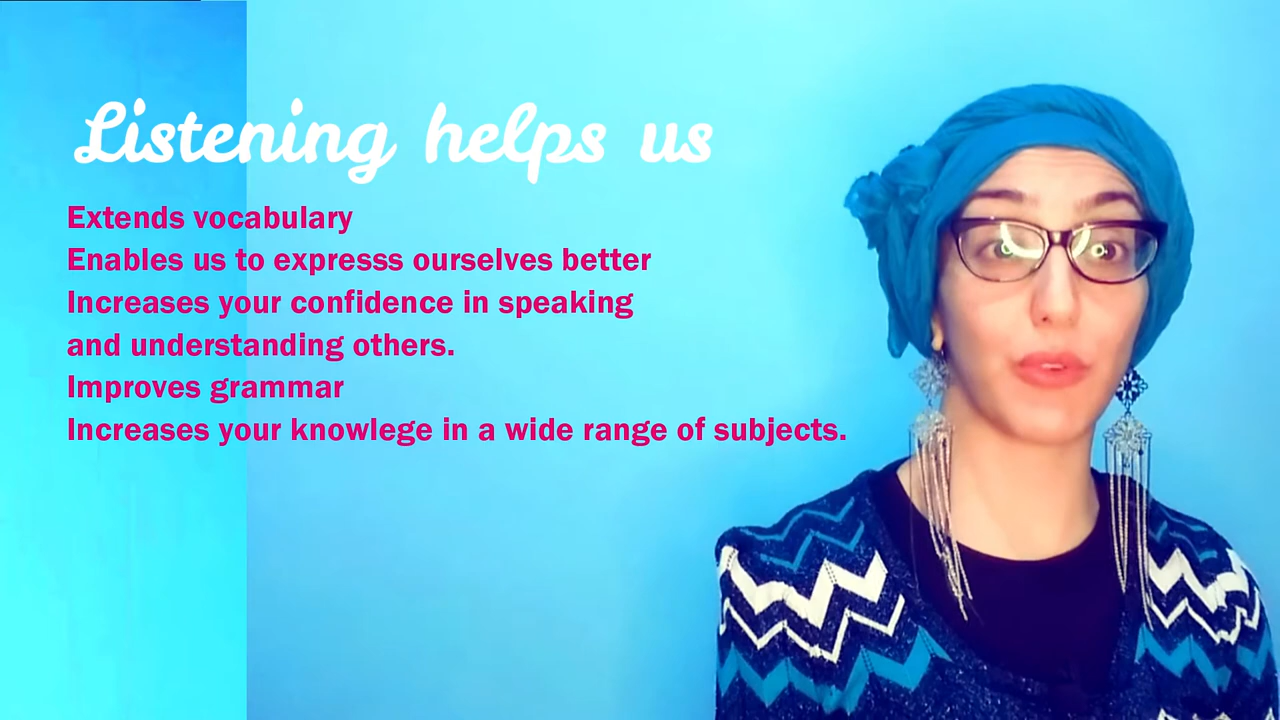 Listening helps us
Extends vocabulary
Enables us to expresss ourselves better
Increases your confidence in speaking
and understanding others.
Improves grammar
Increases your knowlege in a wide range of subjects.